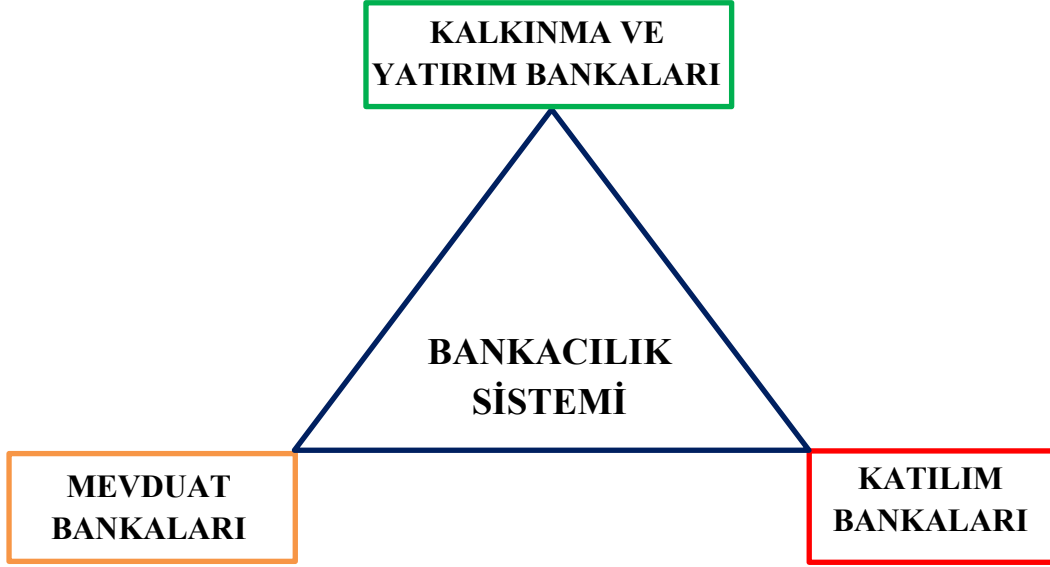 KALKINMA VE
YATIRIM BANKALARI
BANKACILIK
SİSTEMİ
MEVDUAT
BANKALARI
KATILIM
BANKALARI